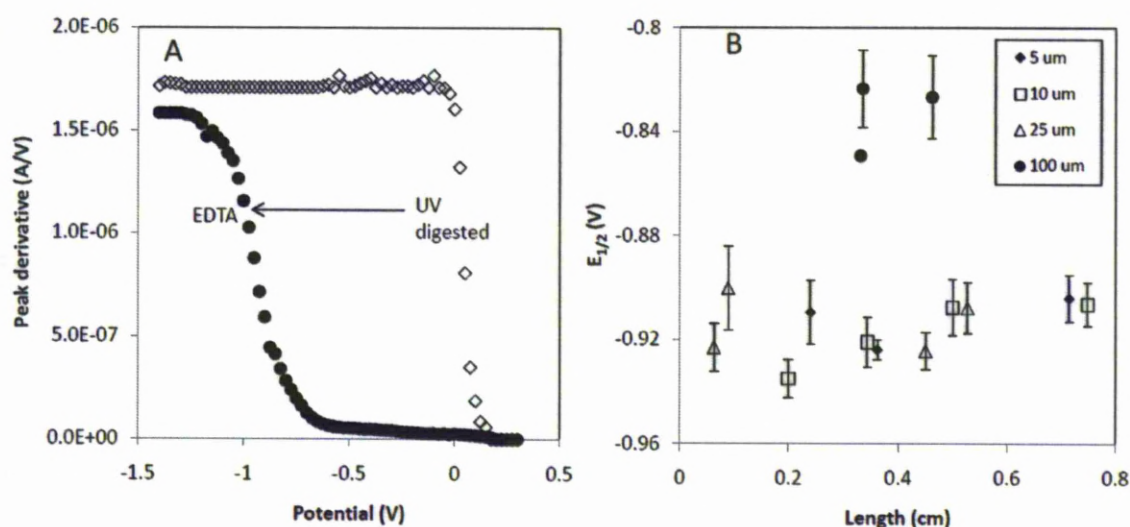 A
2.0E-06
1.5E-06
1.0E-06
5.0E-07
0.0E+00
Peak derivative (A/V)
EDTA
UV
digested
-1.5
-1
-0.5
0
0.5
Potential (V)
B
-0.8
-0.84
-0.88
-0.92
-0.96
E1/2 (V)
5 um
10 um
25 um
100 um
0
0.2
0.4
0.6
0.8
Length (cm)